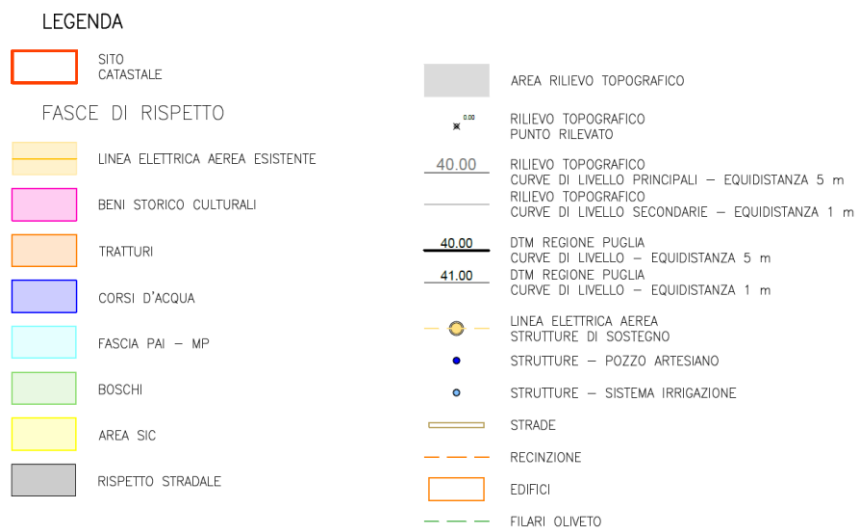 LEGENDA
SITO
CATASTALE
FASCE DI RISPETTO
LINEA ELETTRICA AEREA ESISTENTE
BENI STORICO CULTURALI
TRATTURI
CORSI D'ACQUA
FASCIA PAI – MP
BOSCHI
AREA SIC
RISPETTO STRADALE
AREA RILIEVO TOPOGRAFICO
0.00
RILIEVO TOPOGRAFICO
PUNTO RILEVATO
40.00
RILIEVO TOPOGRAFICO
CURVE DI LIVELLO PRINCIPALI – EQUIDISTANZA 5 m
RILIEVO TOPOGRAFICO
CURVE DI LIVELLO SECONDARIE – EQUIDISTANZA 1 m
40.00
DTM REGIONE PUGLIA
CURVE DI LIVELLO – EQUIDISTANZA 5 m
41.00
DTM REGIONE PUGLIA
CURVE DI LIVELLO – EQUIDISTANZA 1 m
LINEA ELETTRICA AEREA
STRUTTURE DI SOSTEGNO
STRUTTURE – POZZO ARTESIANO
STRUTTURE – SISTEMA IRRIGAZIONE
STRADE
RECINZIONE
EDIFICI
FILARI OLIVETO